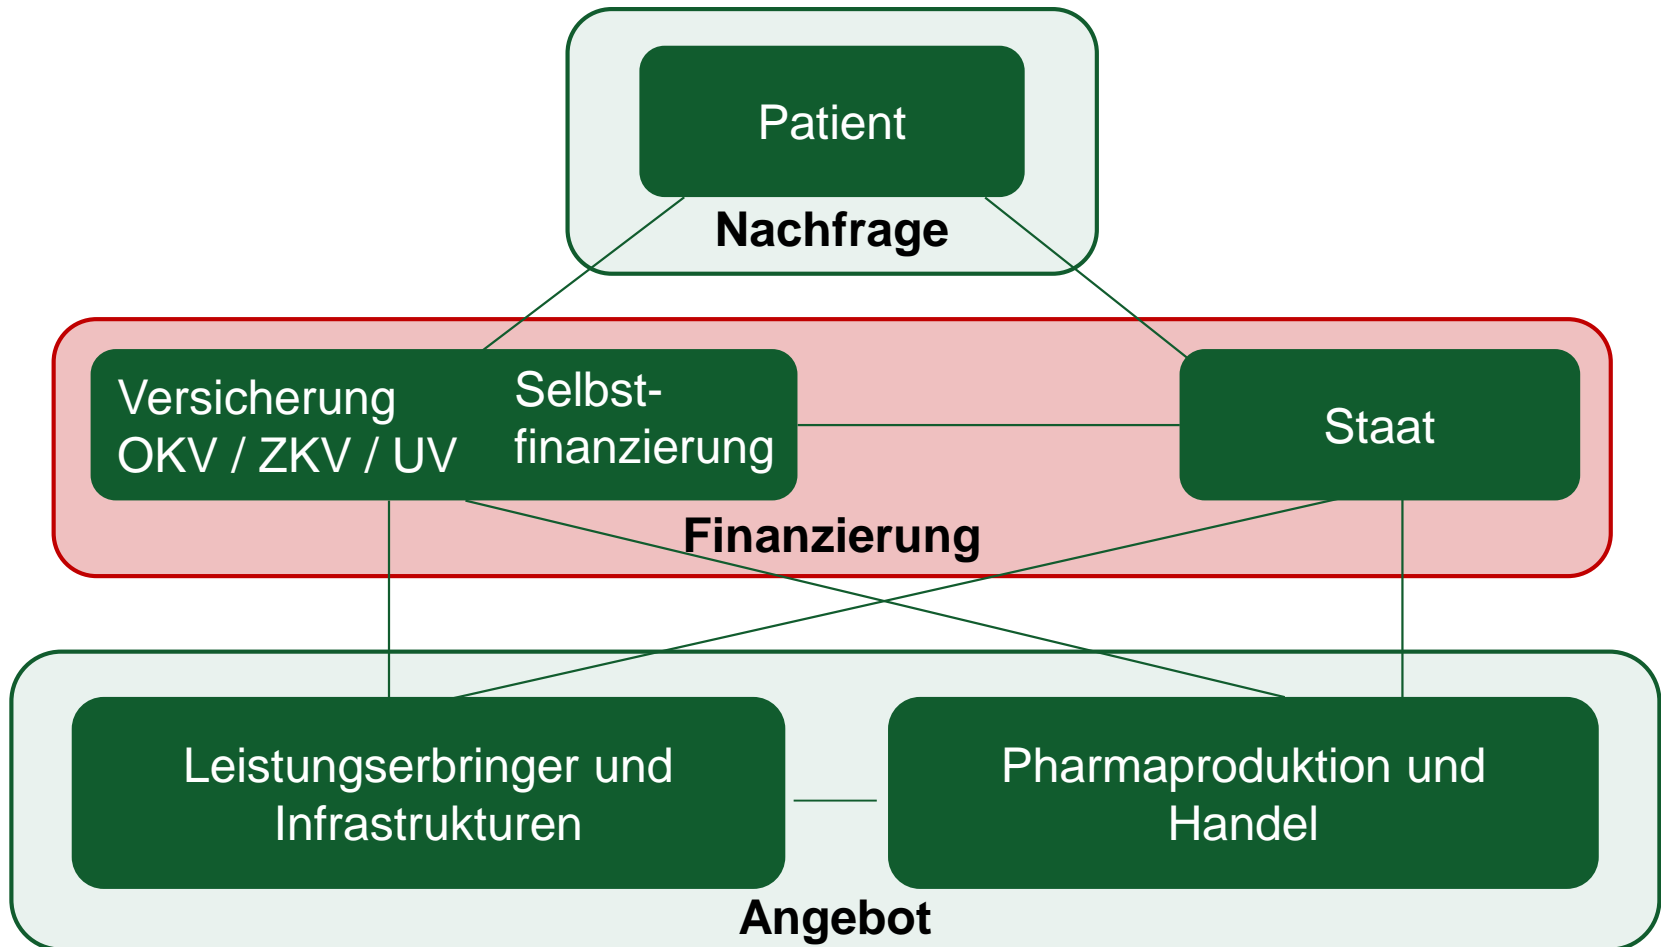 Patient
Nachfrage
Versicherung
OKV / ZKV / UV
Selbst-
finanzierung
Staat
Finanzierung
Leistungserbringer und
Infrastrukturen
Pharmaproduktion und
Handel
Angebot